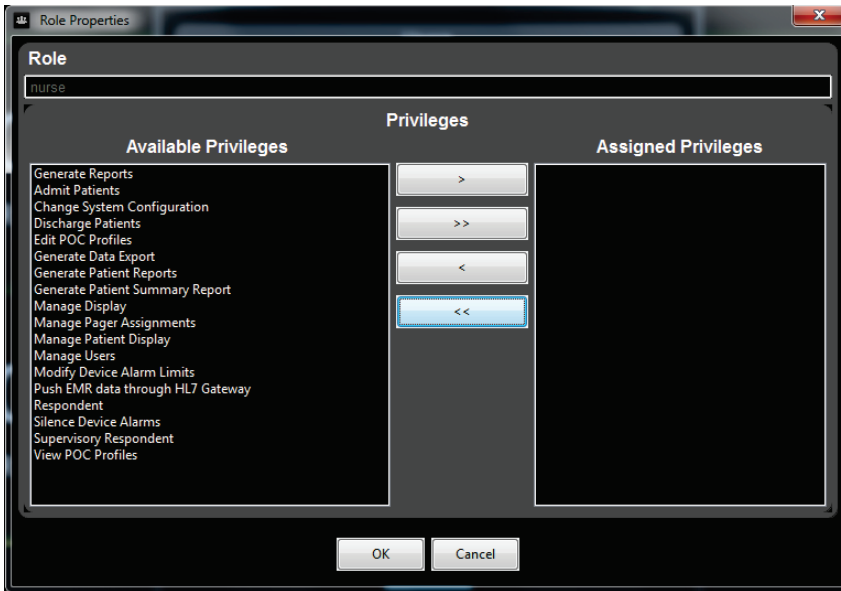 Role Properties
Role
nurse
Privileges
Available Privileges
Assigned Privileges
Generate Reports
Admit Patients
Change System Configuration
Discharge Patients
Edit POC Profiles
Generate Data Export
Generate Patient Reports
Generate Patient Summary Report
Manage Display
Manage Pager Assignments
Manage Patient Display
Manage Users
Modify Device Alarm Limits
Push EMR data through HL7 Gateway
Respondent
Silence Device Alarms
Supervisory Respondent
View POC Profiles
>
>>
<
<<
OK
Cancel